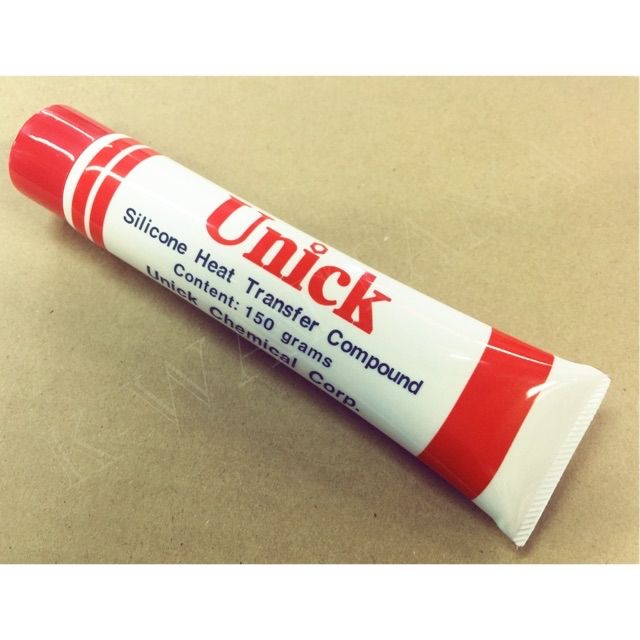 Unick
Silicone Heat Transfer Compound
Content: 150 grams
Unick Chemical Corp.